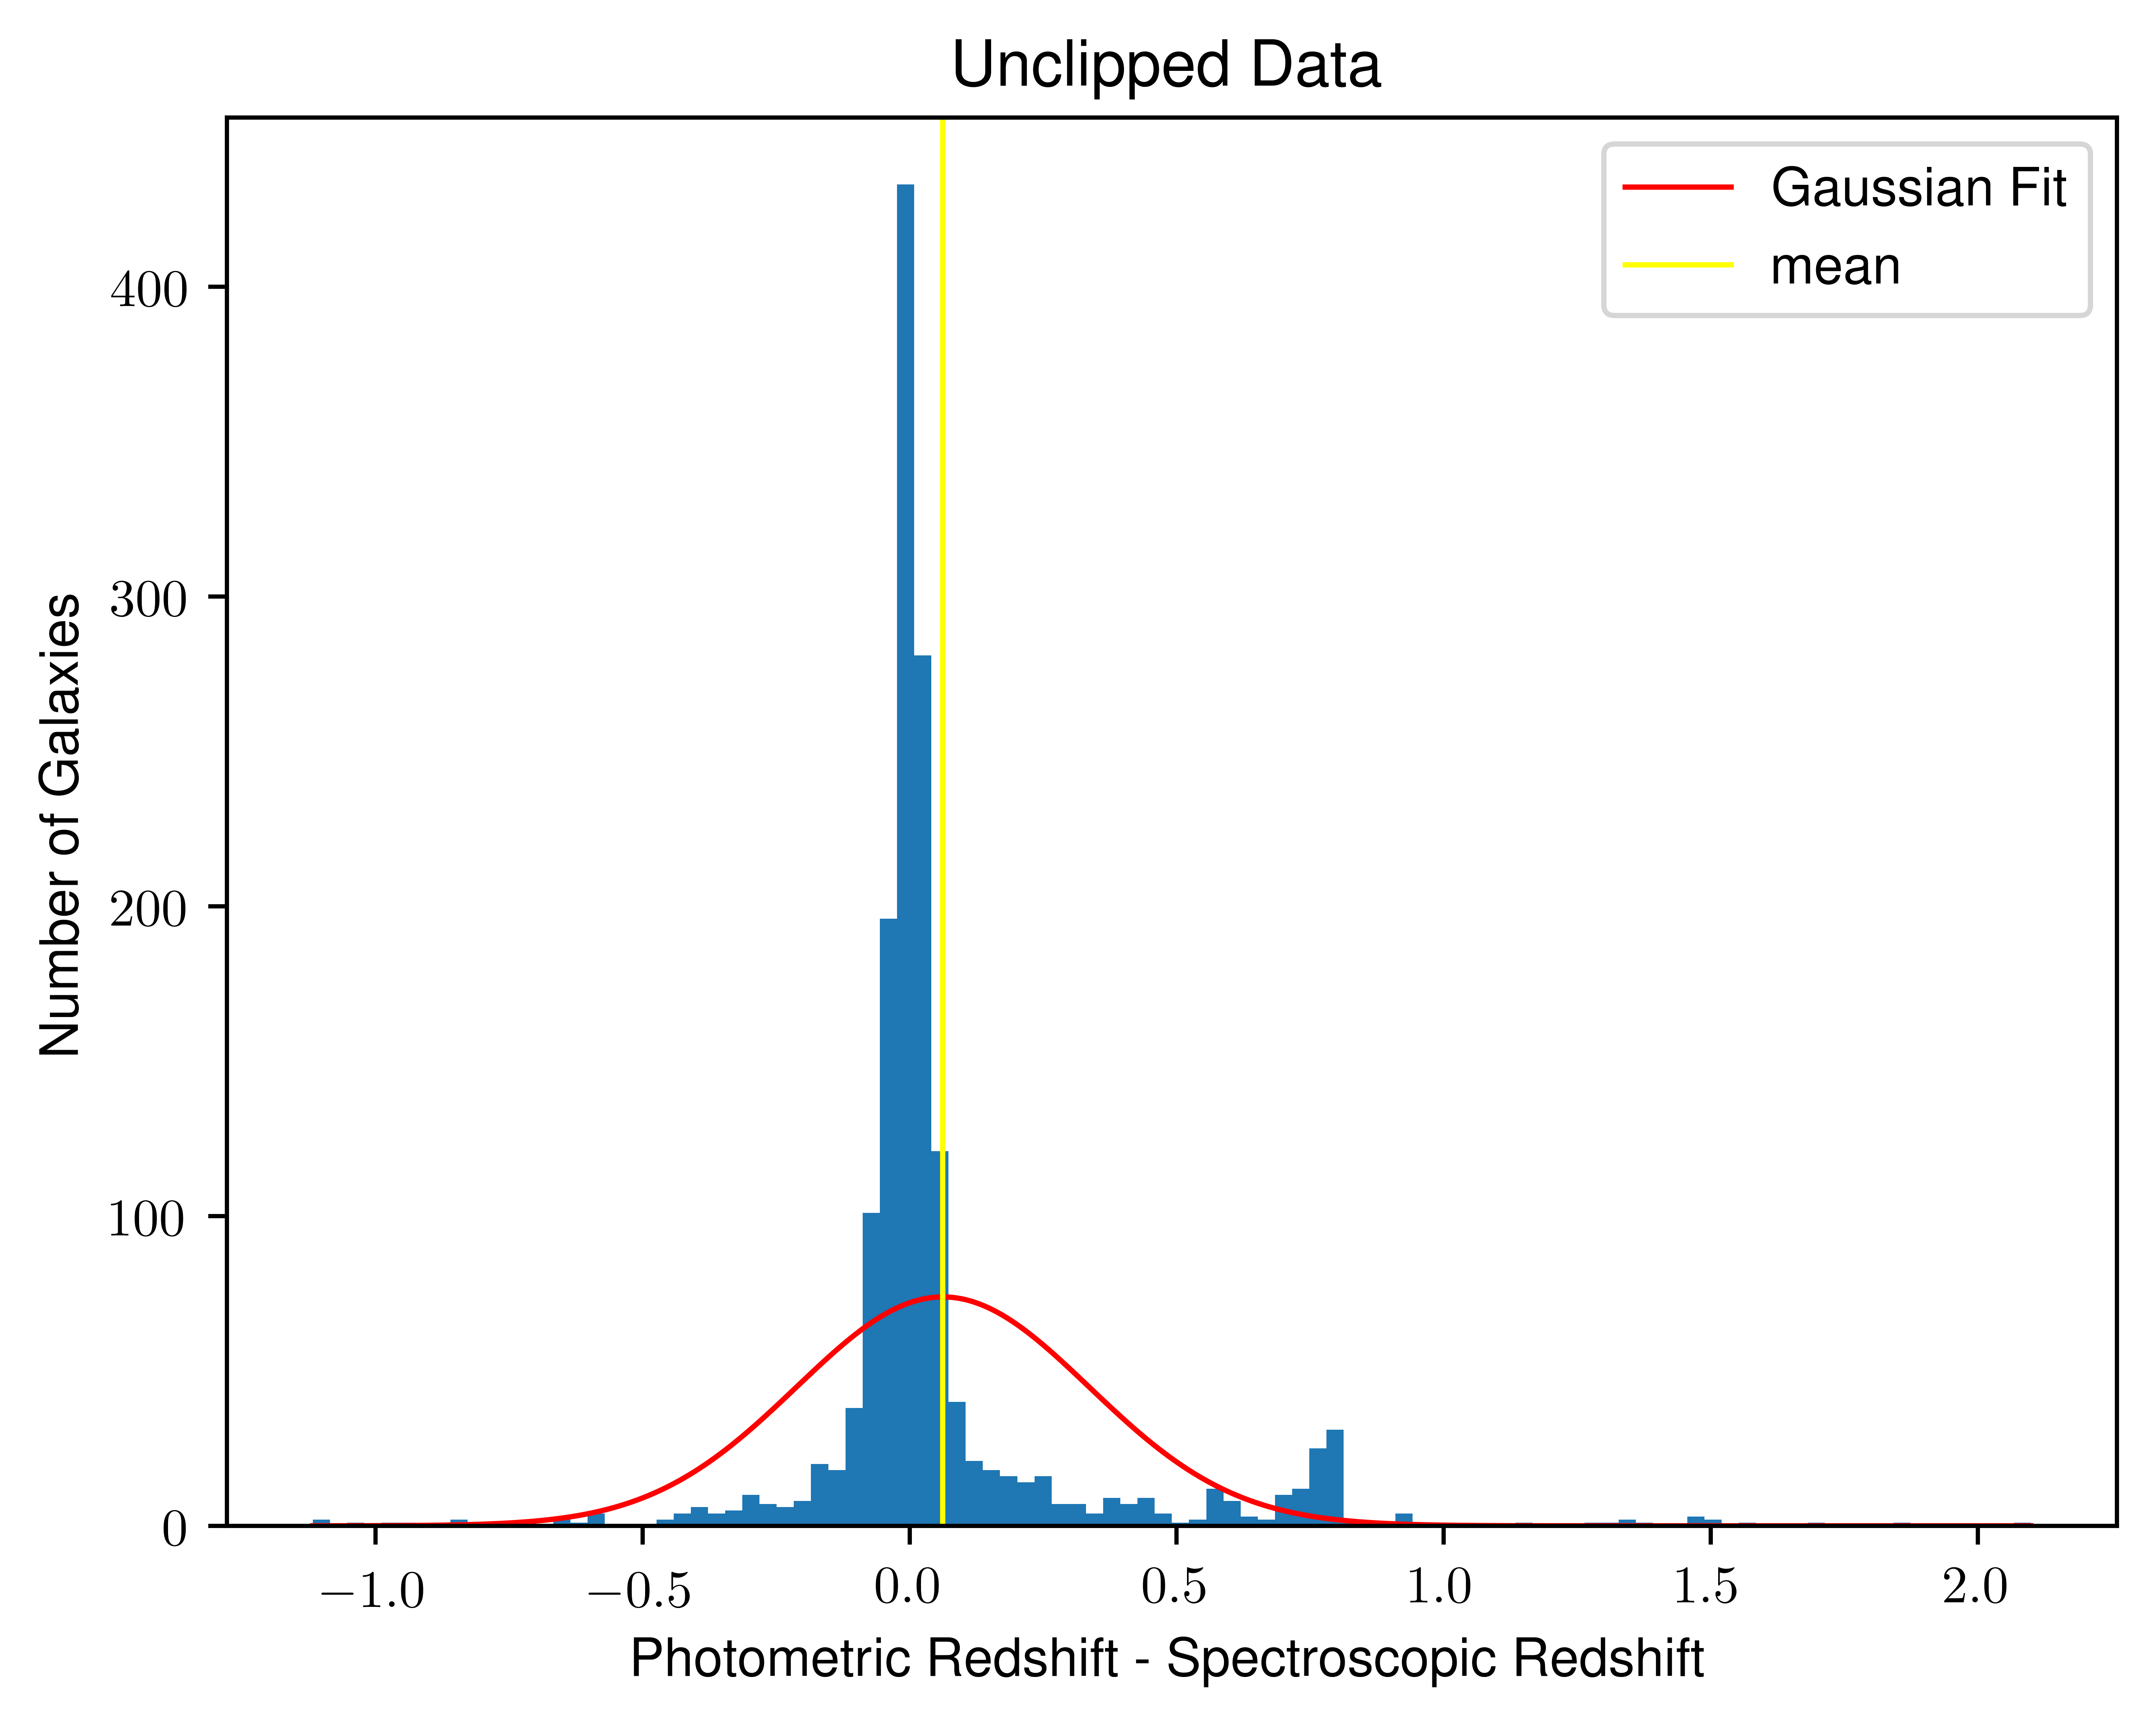 Unclipped Data
Gaussian Fit
mean
400
300
200
100
0
Number of Galaxies
−1.0 −0.5 0.0 0.5 1.0 1.5 2.0
Photometric Redshift - Spectroscopic Redshift